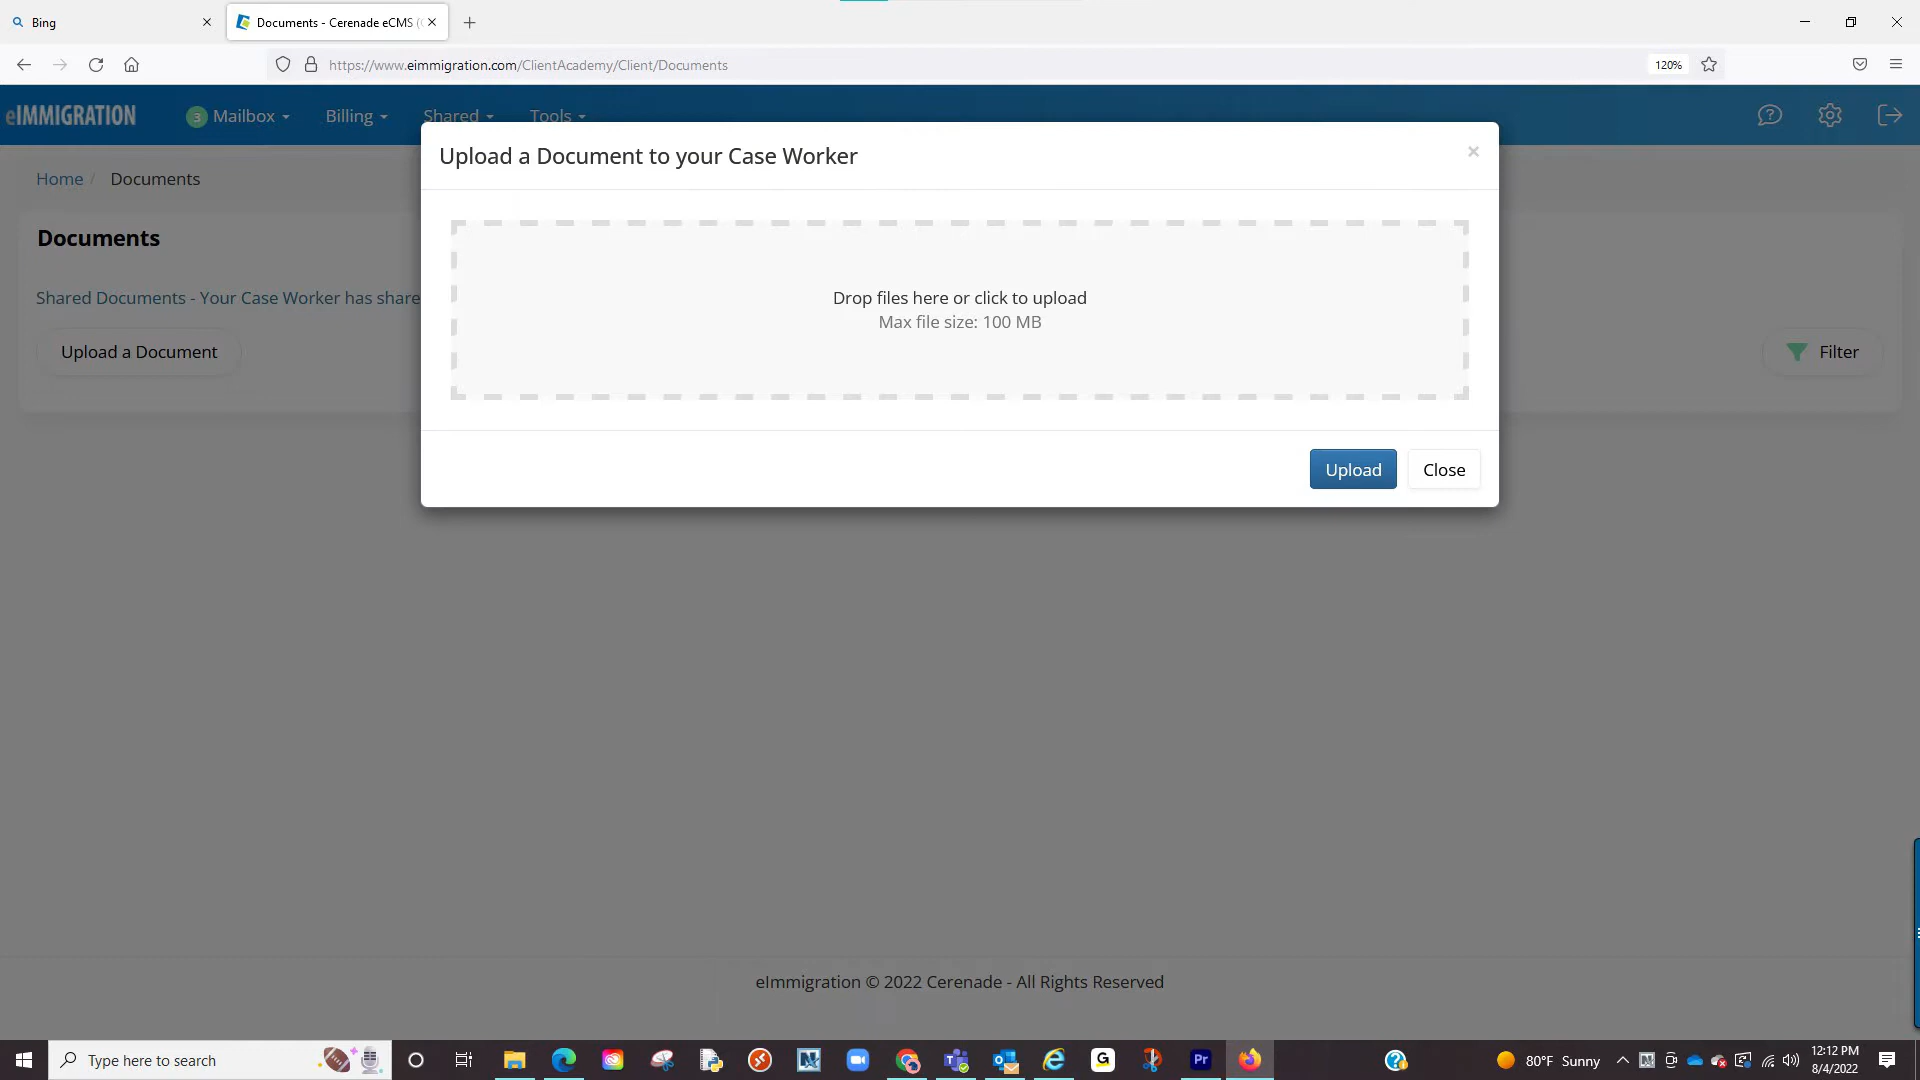 Bing
Documents - Cerenade eCMS (
https://www.eimmigration.com/ClientAcademy/Client/Documents
120%
eIMMIGRATION
3 Mailbox
Billing
Shared
Tools
Upload a Document to your Case Worker
×
Home / Documents
Documents
Drop files here or click to upload
Max file size: 100 MB
Shared Documents - Your Case Worker has share
Upload a Document
Filter
Upload
Close
eImmigration © 2022 Cerenade - All Rights Reserved
Type here to search
Pr
80°F Sunny
12:12 PM
8/4/2022